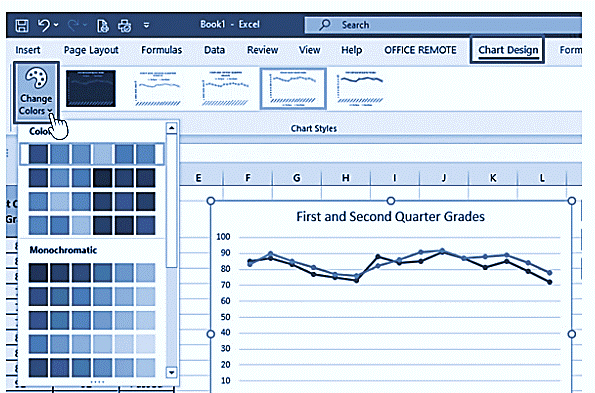 Book1 - Excel
Search
Insert Page Layout Formulas Data Review View Help OFFICE REMOTE Chart Design Form
Change
Colors
Chart Styles
Colo
E F G H I J K L
First and Second Quarter Grades
100
90
80
70
60
50
40
30
20
10
Monochromatic